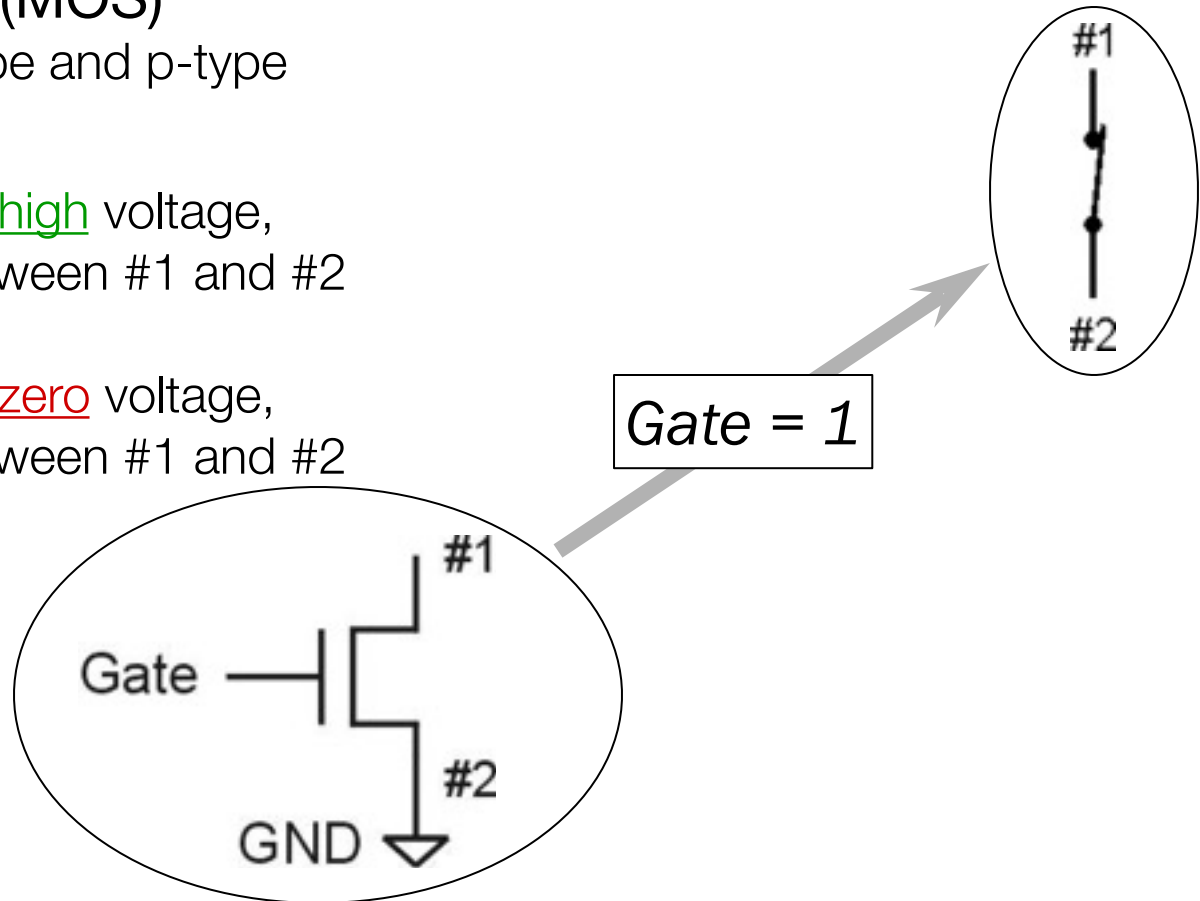 (MOS)
pe and p-type
high voltage,
ween #1 and #2
zero voltage,
ween #1 and #2
Gate = 1
#1
#2
#1
Gate
#2
GND